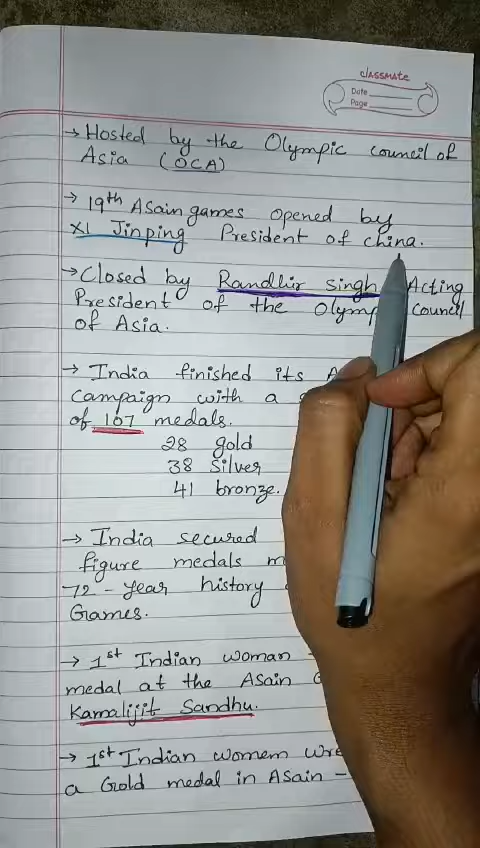 classmate
Date
Page
→ Hosted by the Olympic council of
Asia (OCA)
→ 19th Asain games opened by
XI Jinping President of china.
→ Closed by Randhir singh Acting
President of the Olymp council
of Asia.
→ India finished its A
campaign with a
of 107 medals.
28 gold
38 Silver
41 bronze.
→ India secured
figure medals m
72 - Year history
Games.
→ 1st Indian woman
medal at the Asain
Kamalijit Sandhu.
→ 1st Indian womem Wre
a Gold medal in Asain -